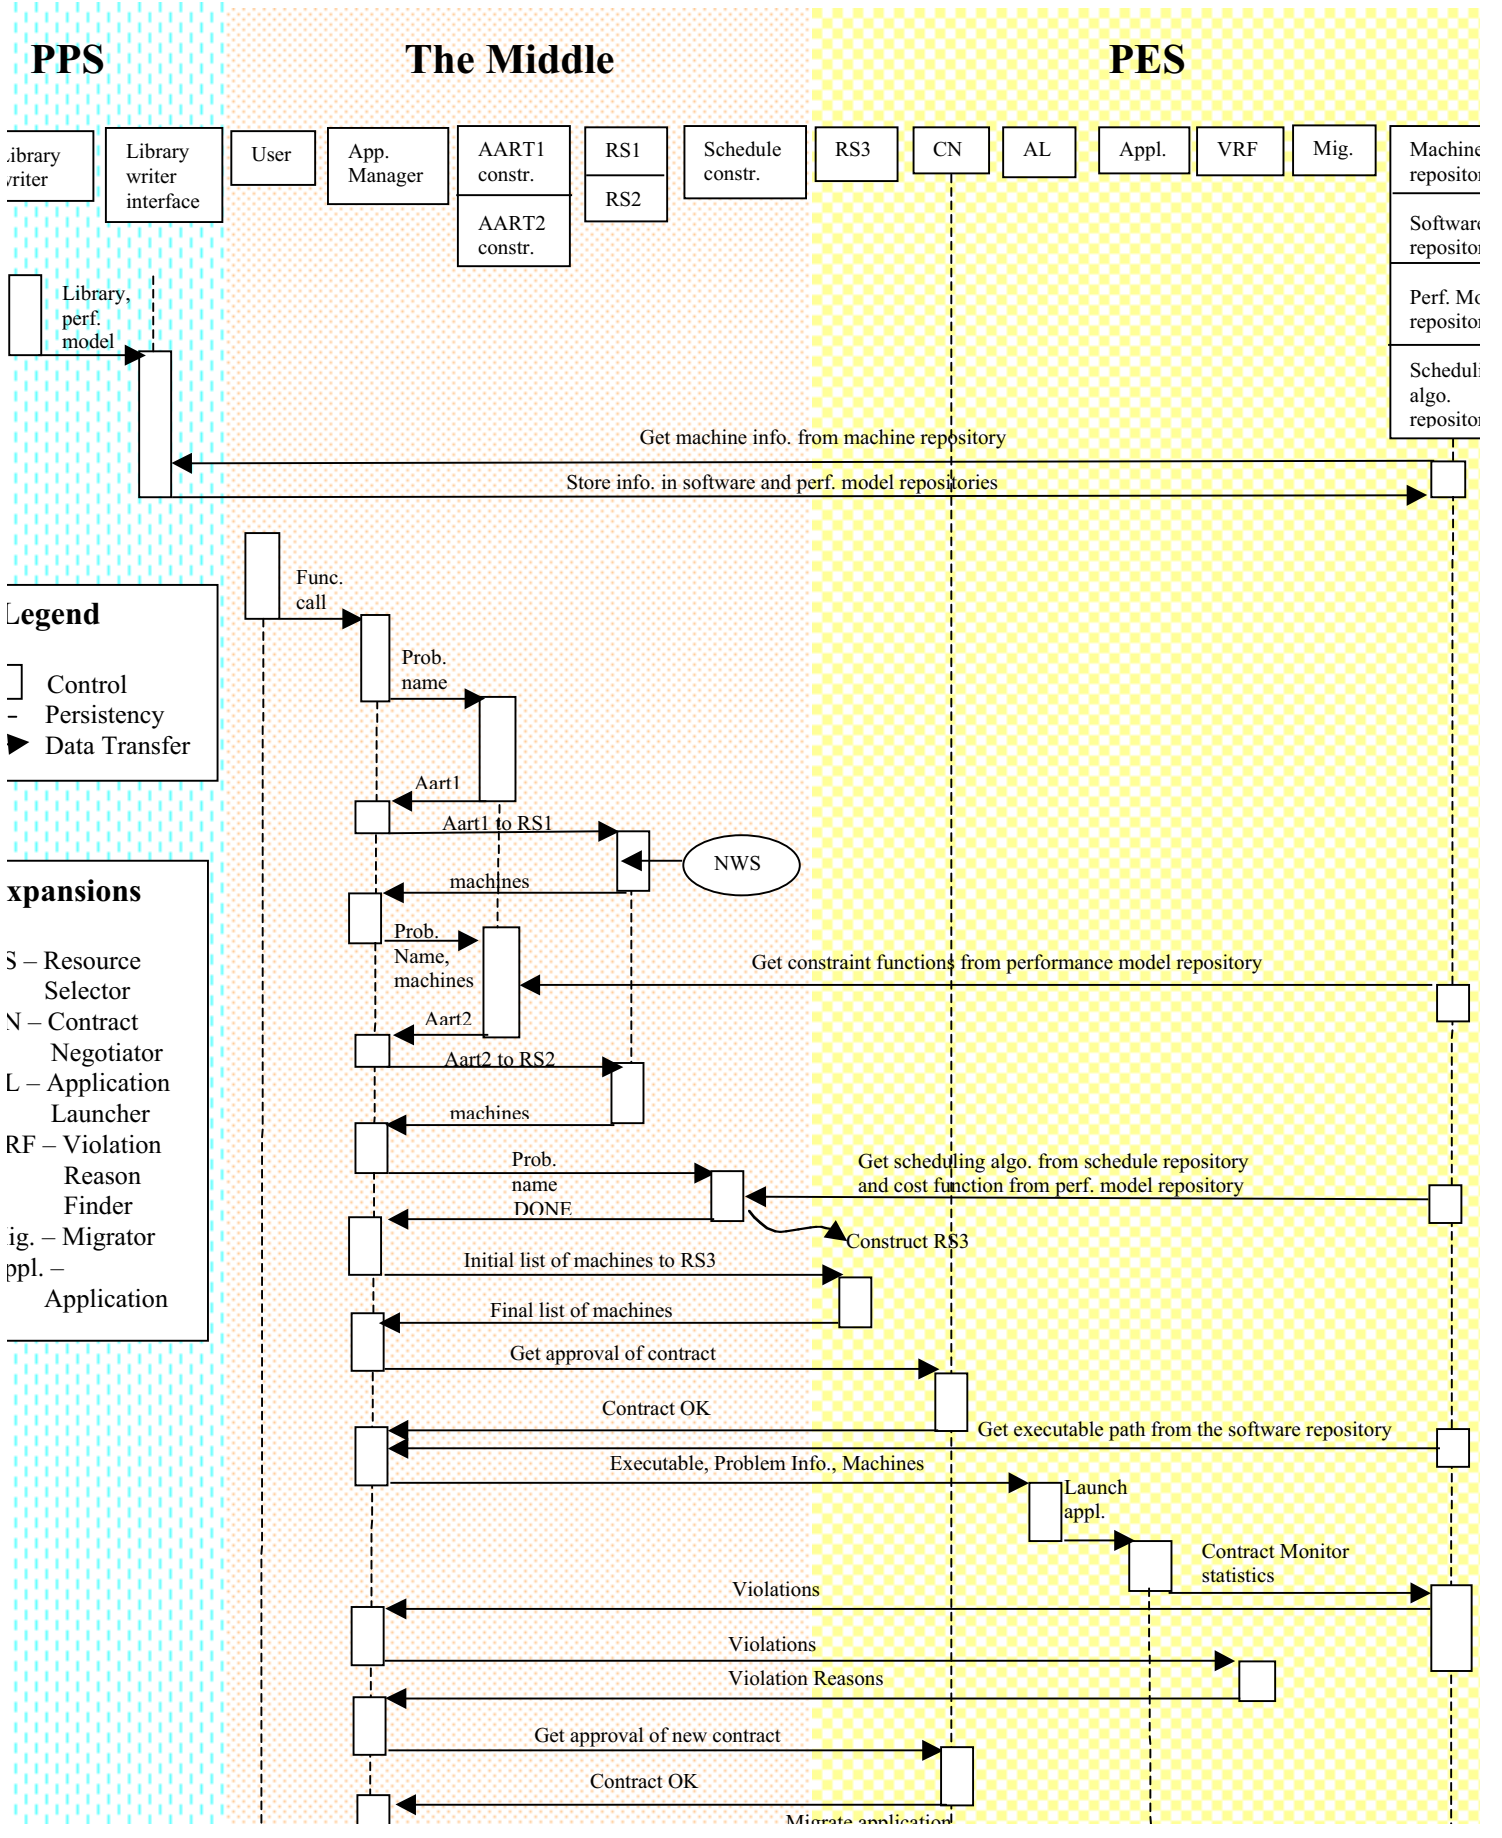 PPS
The Middle
PES
Library
writer
interface
User
App.
Manager
AART1
constr.
AART2
constr.
RS1
RS2
Schedule
constr.
RS3
CN
AL
Appl.
VRF
Mig.
Machine
reposito
Software
reposito
Perf. Mo
reposito
Scheduli
algo.
reposito
Library,
perf.
model
Get machine info. from machine repository
Store info. in software and perf. model repositories
Func.
call
Legend
Control
Persistency
Data Transfer
Prob.
name
Aart1
Aart1 to RS1
NWS
machines
xpansions
S – Resource
Selector
N – Contract
Negotiator
L – Application
Launcher
RF – Violation
Reason
Finder
ig. – Migrator
ppl. –
Application
Prob.
Name,
machines
Get constraint functions from performance model repository
Aart2
Aart2 to RS2
machines
Prob.
name
Get scheduling algo. from schedule repository
and cost function from perf. model repository
DONE
Construct RS3
Initial list of machines to RS3
Final list of machines
Get approval of contract
Contract OK
Get executable path from the software repository
Executable, Problem Info., Machines
Launch
appl.
Contract Monitor
statistics
Violations
Violations
Violation Reasons
Get approval of new contract
Contract OK
Migrate application